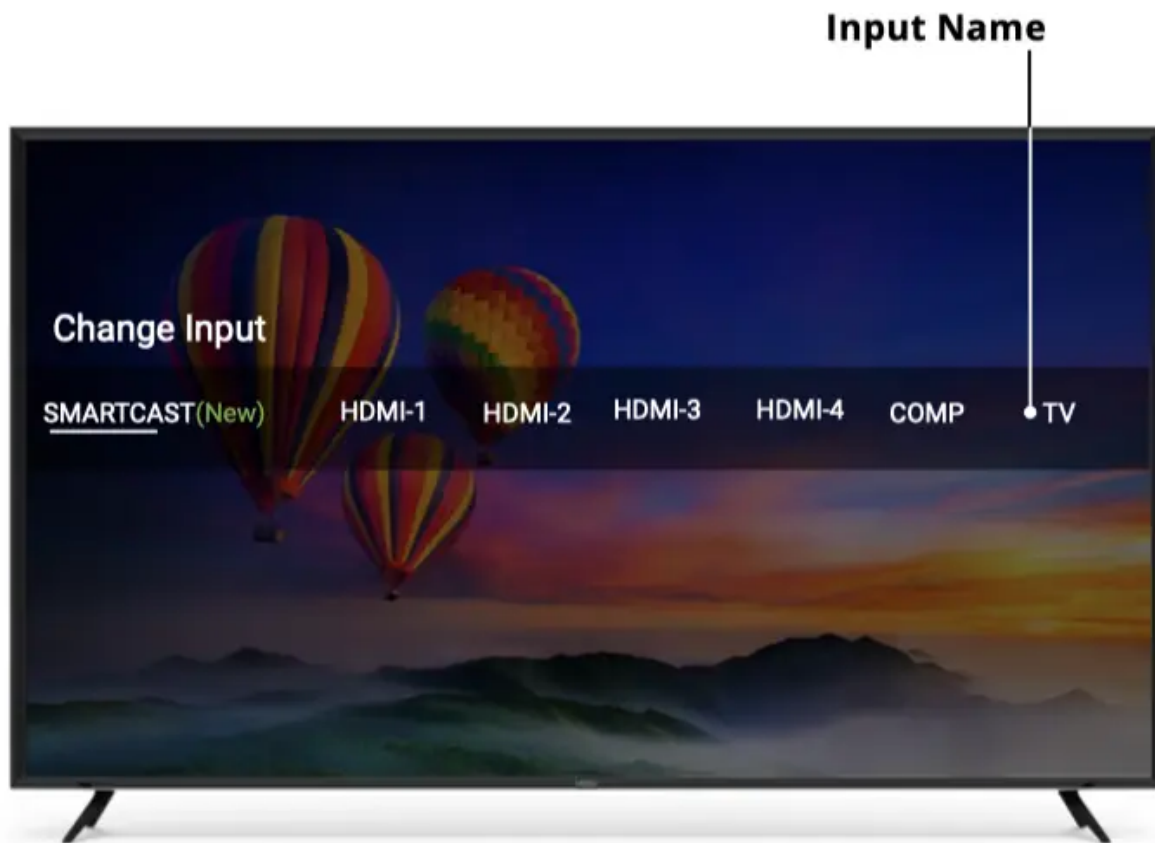 Input Name
Change Input
SMARTCAST(New) HDMI-1 HDMI-2 HDMI-3 HDMI-4 COMP TV